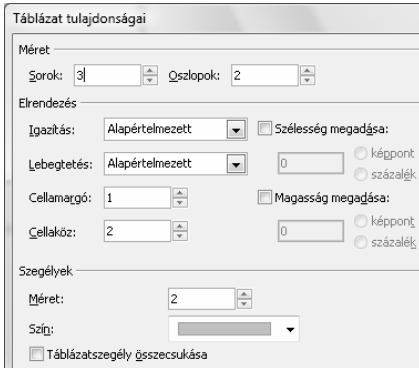 Táblázat tulajdonságai
Méret
Sorok: 3 Oszlopok: 2
Elrendezés
Igazítás: Alapértelmezett Szélesség megadása:
Lebegtetés: Alapértelmezett 0 képpont
százalék
Cellamargó: 1 Magasság megadása:
Cellaköz: 2 0 képpont
százalék
Szegélyek
Méret: 2
Szín:
Táblázatszegély összecsukása